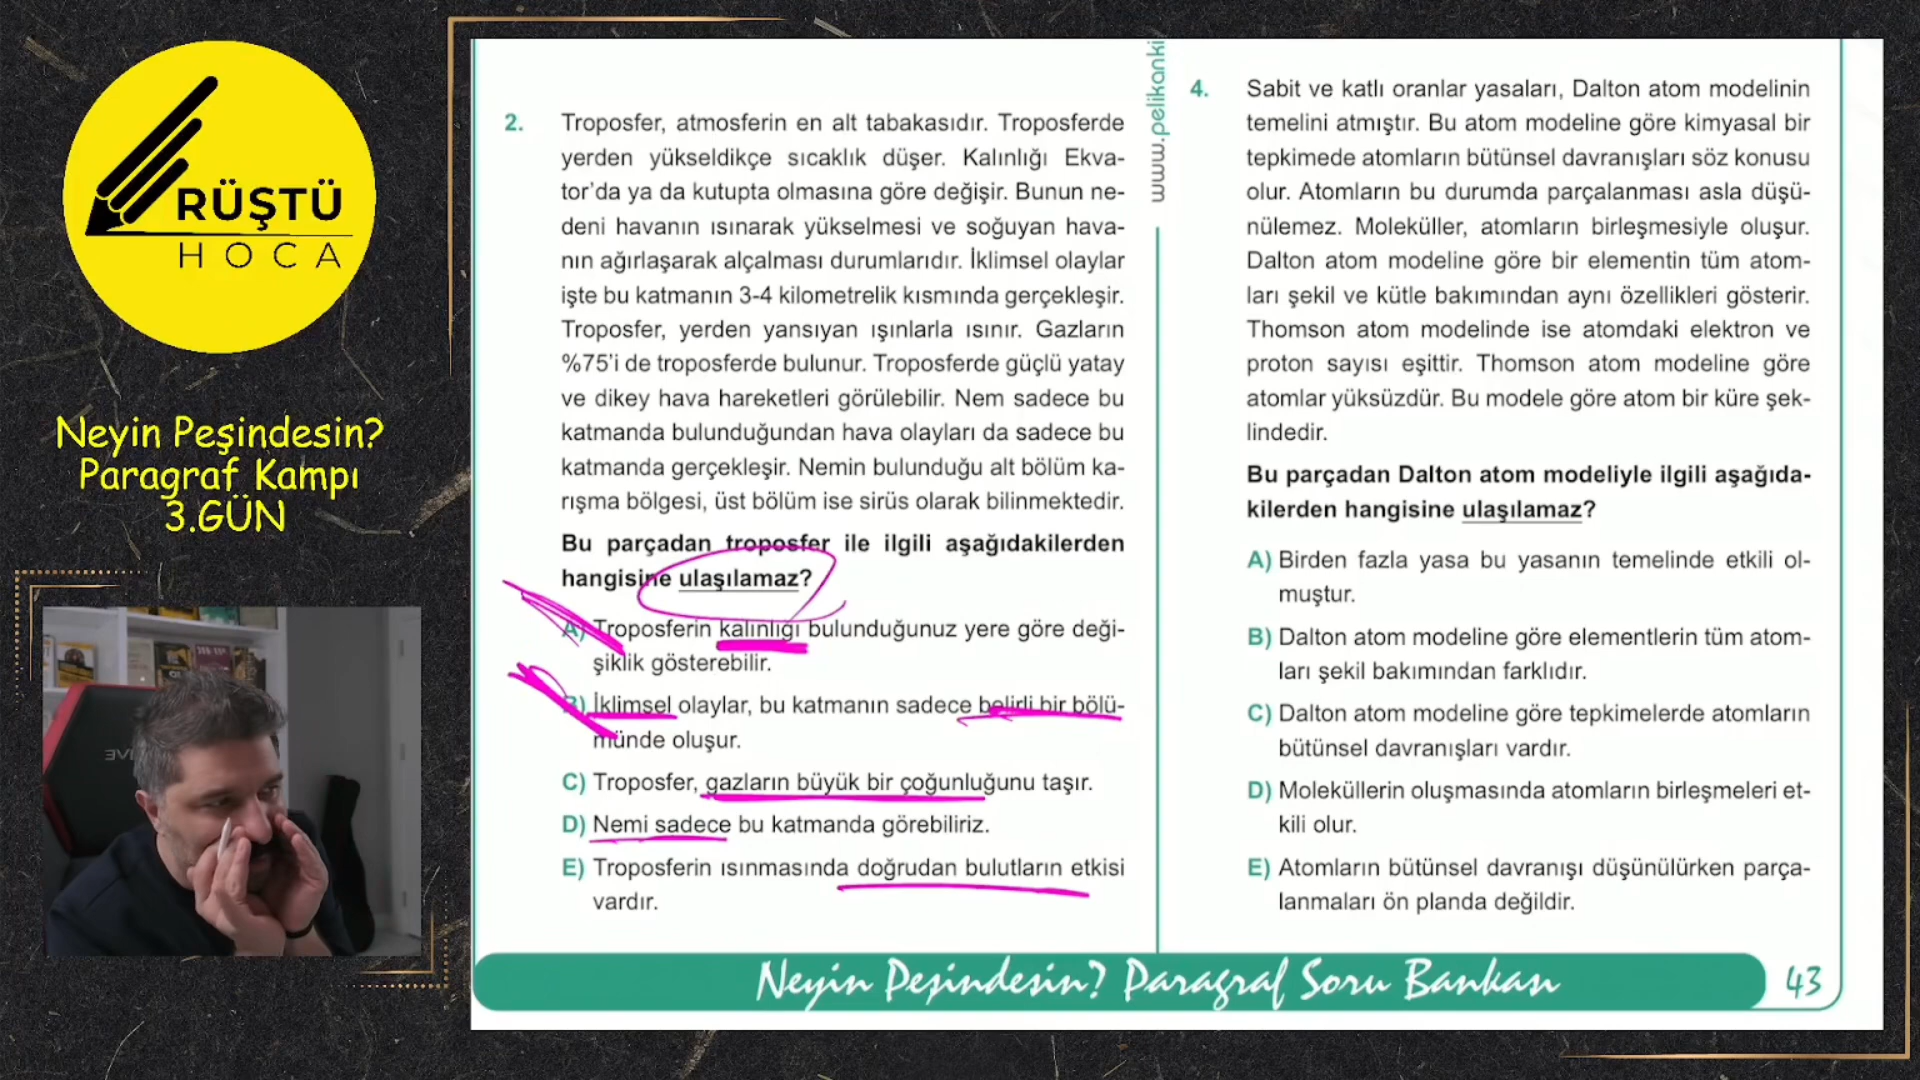 RÜŞTÜ
HOCA
Neyin Peşindesin?
Paragraf Kampı
3.GÜN
2. Troposfer, atmosferin en alt tabakasıdır. Troposferde
yerden yükseldikçe sıcaklık düşer. Kalınlığı Ekva-
tor’da ya da kutupta olmasına göre değişir. Bunun ne-
deni havanın ısınarak yükselmesi ve soğuyan hava-
nın ağırlaşarak alçalması durumlarıdır. İklimsel olaylar
işte bu katmanın 3-4 kilometrelik kısmında gerçekleşir.
Troposfer, yerden yansıyan ışınlarla ısınır. Gazların
%75’i de troposferde bulunur. Troposferde güçlü yatay
ve dikey hava hareketleri görülebilir. Nem sadece bu
katmanda bulunduğundan hava olayları da sadece bu
katmanda gerçekleşir. Nemin bulunduğu alt bölüm ka-
rışma bölgesi, üst bölüm ise sirüs olarak bilinmektedir.
Bu parçadan troposfer ile ilgili aşağıdakilerden
hangisine ulaşılamaz?
A) Troposferin kalınlığı bulunduğunuz yere göre deği-
şiklik gösterebilir.
B) İklimsel olaylar, bu katmanın sadece belirli bir bölü-
münde oluşur.
C) Troposfer, gazların büyük bir çoğunluğunu taşır.
D) Nemi sadece bu katmanda görebiliriz.
E) Troposferin ısınmasında doğrudan bulutların etkisi
vardır.
www.pelikanki
4. Sabit ve katlı oranlar yasaları, Dalton atom modelinin
temelini atmıştır. Bu atom modeline göre kimyasal bir
tepkimede atomların bütünsel davranışları söz konusu
olur. Atomların bu durumda parçalanması asla düşü-
nülemez. Moleküller, atomların birleşmesiyle oluşur.
Dalton atom modeline göre bir elementin tüm atom-
ları şekil ve kütle bakımından aynı özellikleri gösterir.
Thomson atom modelinde ise atomdaki elektron ve
proton sayısı eşittir. Thomson atom modeline göre
atomlar yüksüzdür. Bu modele göre atom bir küre şek-
lindedir.
Bu parçadan Dalton atom modeliyle ilgili aşağıda-
kilerden hangisine ulaşılamaz?
A) Birden fazla yasa bu yasanın temelinde etkili ol-
muştur.
B) Dalton atom modeline göre elementlerin tüm atom-
ları şekil bakımından farklıdır.
C) Dalton atom modeline göre tepkimelerde atomların
bütünsel davranışları vardır.
D) Moleküllerin oluşmasında atomların birleşmeleri et-
kili olur.
E) Atomların bütünsel davranışı düşünülürken parça-
lanmaları ön planda değildir.
Neyin Peşindesin? Paragraf Soru Bankası
43